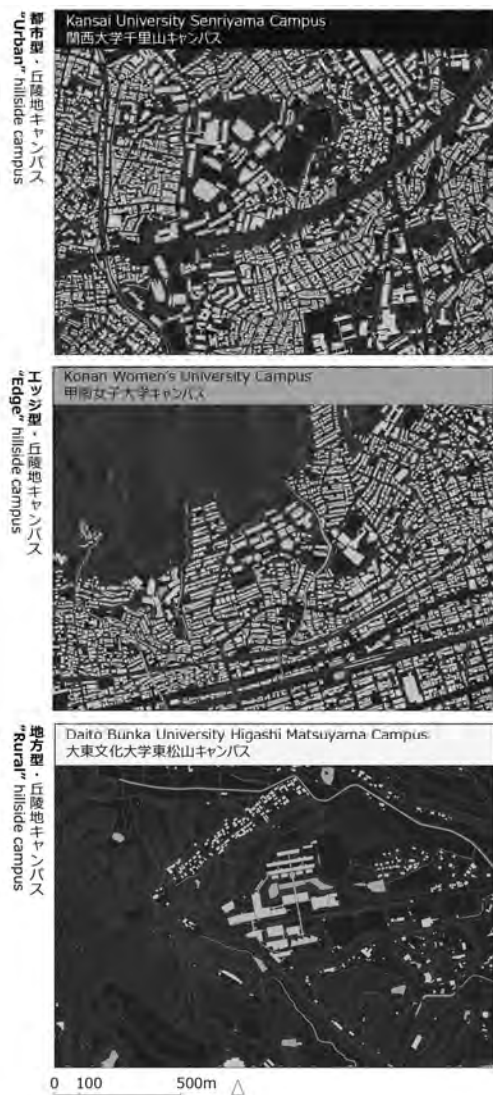 都市型・丘陵地キャンパス
"Urban" hillside campus
Kansai University Senriyama Campus
関西大学千里山キャンパス
エッジ型・丘陵地キャンパス
"Edge" hillside campus
Konan Women's University Campus
甲南女子大学キャンパス
地方型・丘陵地キャンパス
"Rural" hillside campus
Daito Bunka University Higashi Matsuyama Campus
大東文化大学東松山キャンパス
0 100 500m